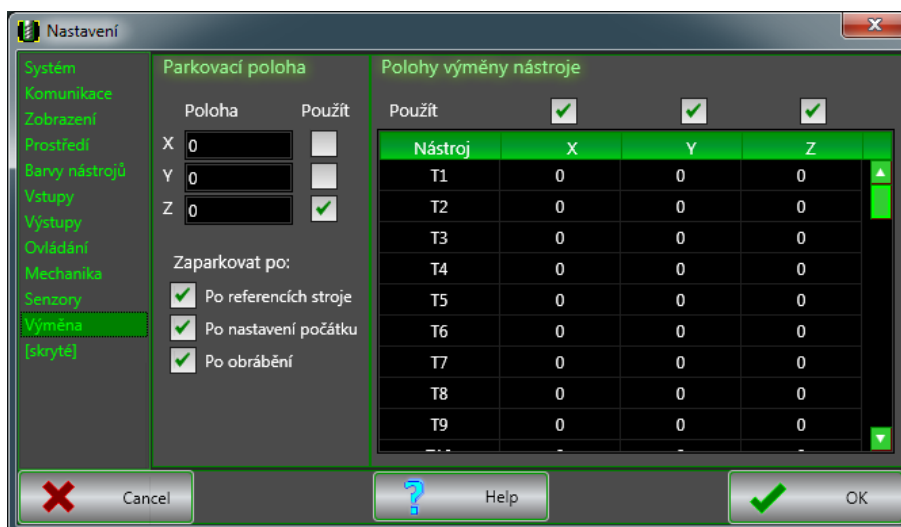 Nastavení
Systém
Komunikace
Zobrazení
Prostředí
Barvy nástrojů
Vstupy
Výstupy
Ovládání
Mechanika
Senzory
Výměna
[skryté]
Parkovací poloha
Poloha Použít
X 0
Y 0
Z 0
Zaparkovat po:
Po referencích stroje
Po nastavení počátku
Po obrábění
Polohy výměny nástroje
Použít
Nástroj X Y Z
T1 0 0 0
T2 0 0 0
T3 0 0 0
T4 0 0 0
T5 0 0 0
T6 0 0 0
T7 0 0 0
T8 0 0 0
T9 0 0 0
Cancel
Help
OK